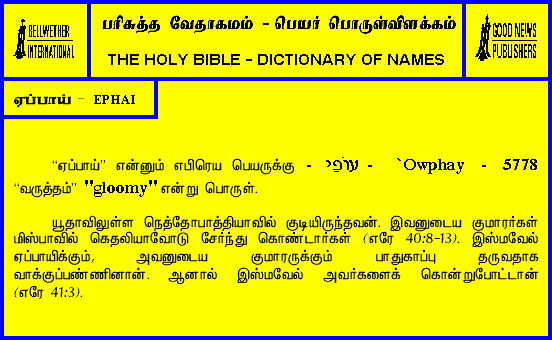 BELLWETHER
INTERNATIONAL
பரிசுத்த வேதாகமம் - பெயர் பொருள்விளக்கம்
THE HOLY BIBLE - DICTIONARY OF NAMES
GOOD NEWS
PUBLISHERS
ஏப்பாய் - EPHAI
“ஏப்பாய்” என்னும் எபிரெய பெயருக்கு - עוֹפַי - `Owphay - 5778
“வருத்தம்” "gloomy" என்று பொருள்.
யூதாவிலுள்ள நெத்தோபாத்தியாவில் குடியிருந்தவன். இவனுடைய குமாரர்கள்
மிஸ்பாவில் கெதலியாவோடு சேர்ந்து கொண்டார்கள் (எரே 40:8-13). இஸ்மவேல்
ஏப்பாயிக்கும், அவனுடைய குமாரருக்கும் பாதுகாப்பு தருவதாக
வாக்குப்பண்ணினான். ஆனால் இஸ்மவேல் அவர்களைக் கொன்றுபோட்டான்
(எரே 41:3).